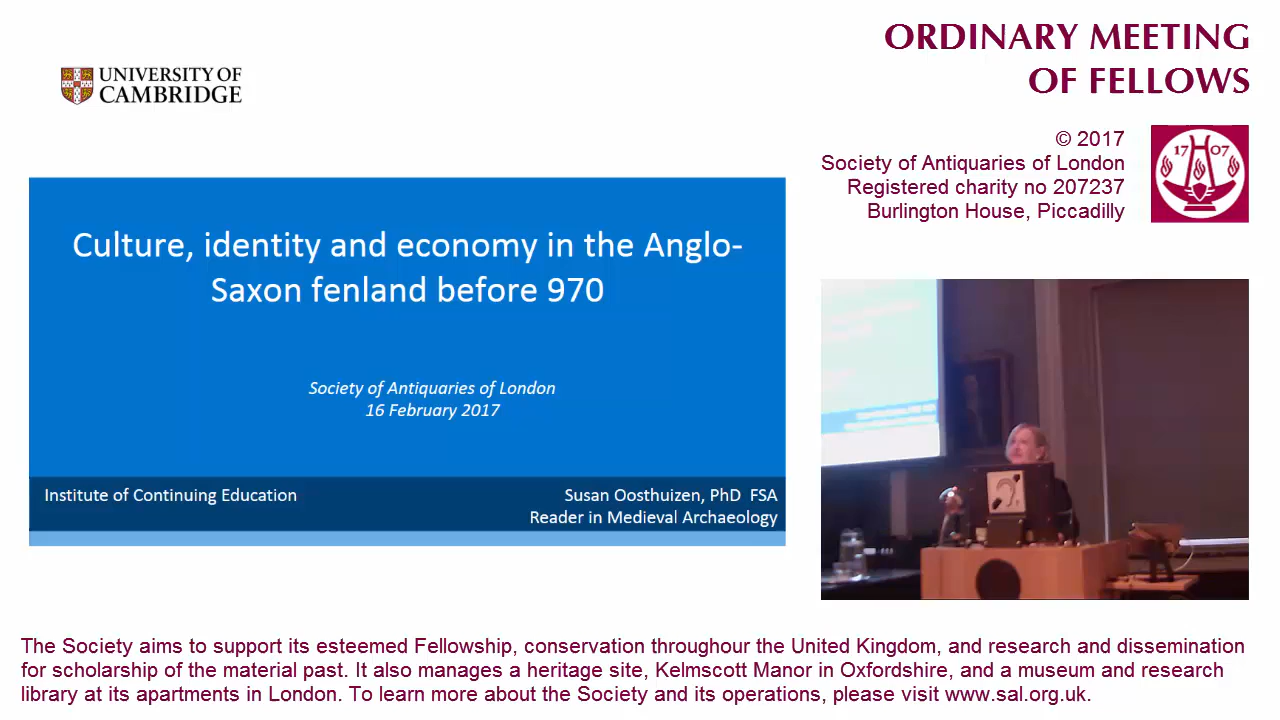 UNIVERSITY OF
CAMBRIDGE
ORDINARY MEETING
OF FELLOWS
© 2017
Society of Antiquaries of London
Registered charity no 207237
Burlington House, Piccadilly
17 07
Culture, identity and economy in the Anglo-
Saxon fenland before 970
Society of Antiquaries of London
16 February 2017
Institute of Continuing Education
Susan Oosthuizen, PhD FSA
Reader in Medieval Archaeology
The Society aims to support its esteemed Fellowship, conservation throughour the United Kingdom, and research and dissemination
for scholarship of the material past. It also manages a heritage site, Kelmscott Manor in Oxfordshire, and a museum and research
library at its apartments in London. To learn more about the Society and its operations, please visit www.sal.org.uk.